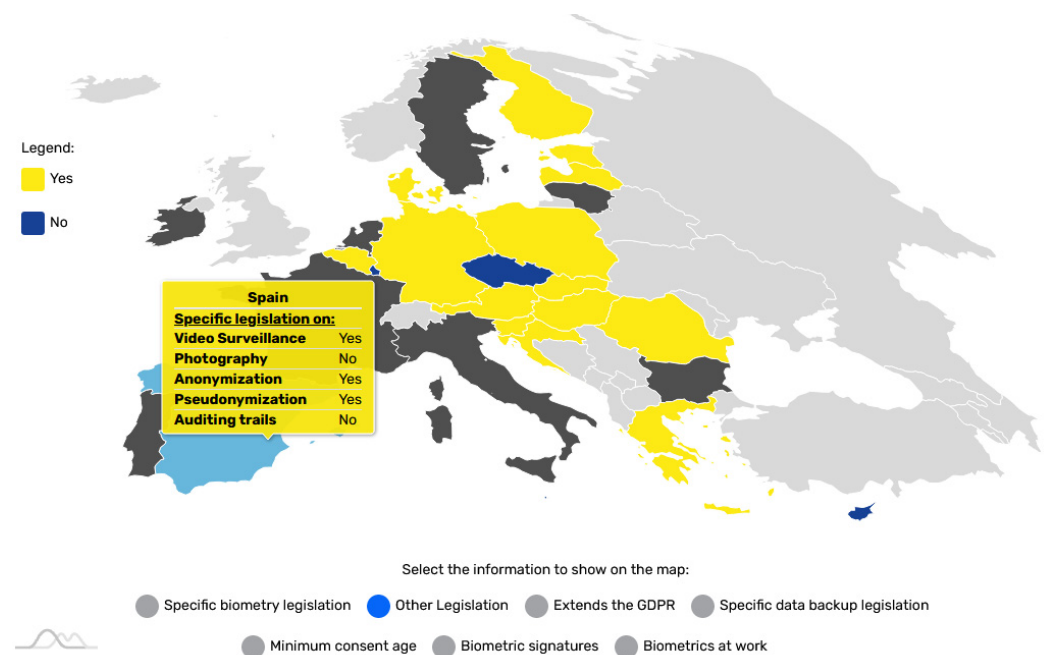 Legend:
Yes
No
Spain
Specific legislation on:
Video Surveillance Yes
Photography No
Anonymization Yes
Pseudonymization Yes
Auditing trails No
Select the information to show on the map:
Specific biometry legislation Other Legislation Extends the GDPR Specific data backup legislation
Minimum consent age Biometric signatures Biometrics at work